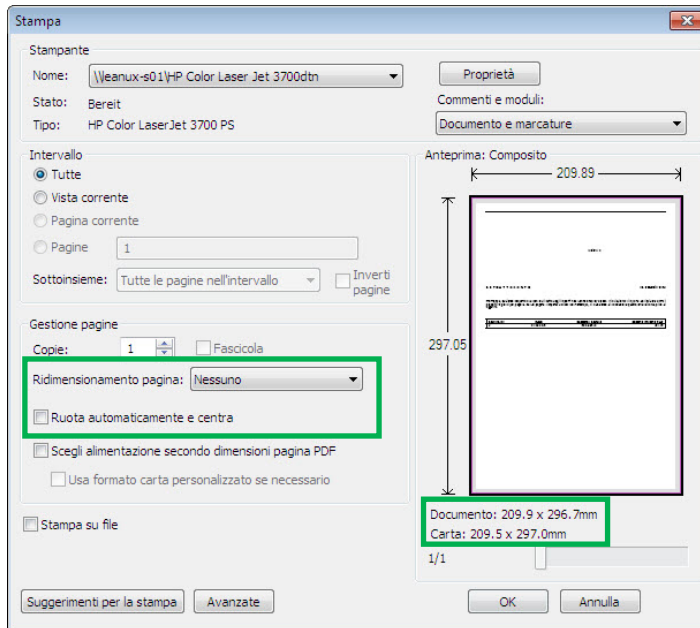 Stampa
Stampante
Nome: \\leanux-s01\HP Color Laser Jet 3700dtn
Proprietà
Stato: Bereit
Commenti e moduli:
Tipo: HP Color LaserJet 3700 PS
Documento e marcature
Intervallo
Tutte
Vista corrente
Pagina corrente
Pagine 1
Sottoinsieme: Tutte le pagine nell'intervallo
Inverti
pagine
Gestione pagine
Copie: 1 Fascicola
Ridimensionamento pagina: Nessuno
Ruota automaticamente e centra
Scegli alimentazione secondo dimensioni pagina PDF
Usa formato carta personalizzato se necessario
Stampa su file
Anteprima: Composito
209.89
297.05
Documento: 209.9 x 296.7mm
Carta: 209.5 x 297.0mm
1/1
Suggerimenti per la stampa
Avanzate
OK
Annulla